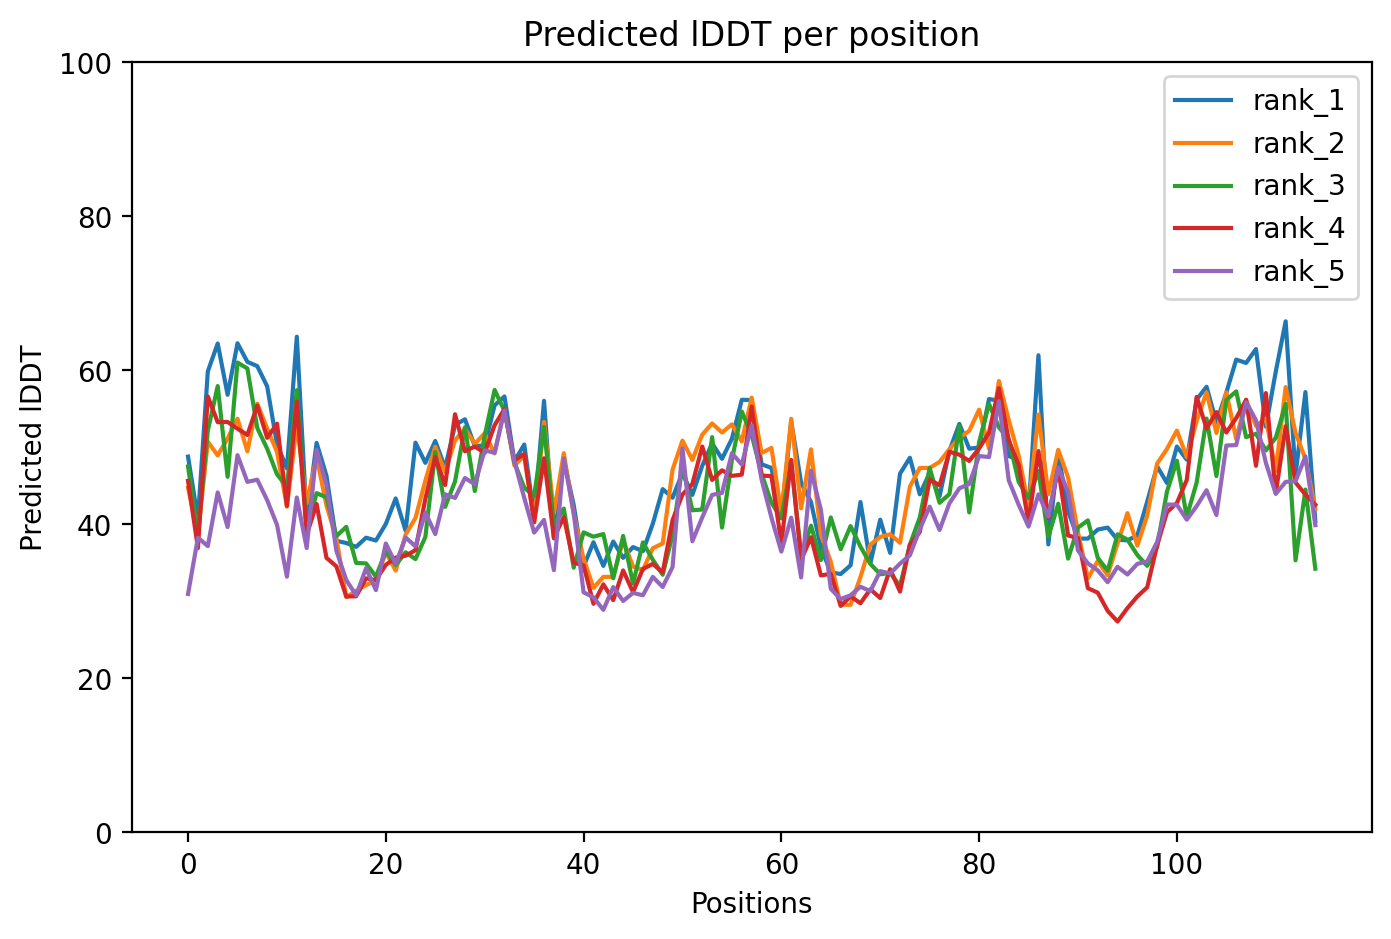 Predicted lDDT per position
100
80
60
40
20
0
Predicted lDDT
0 20 40 60 80 100
Positions
rank_1
rank_2
rank_3
rank_4
rank_5